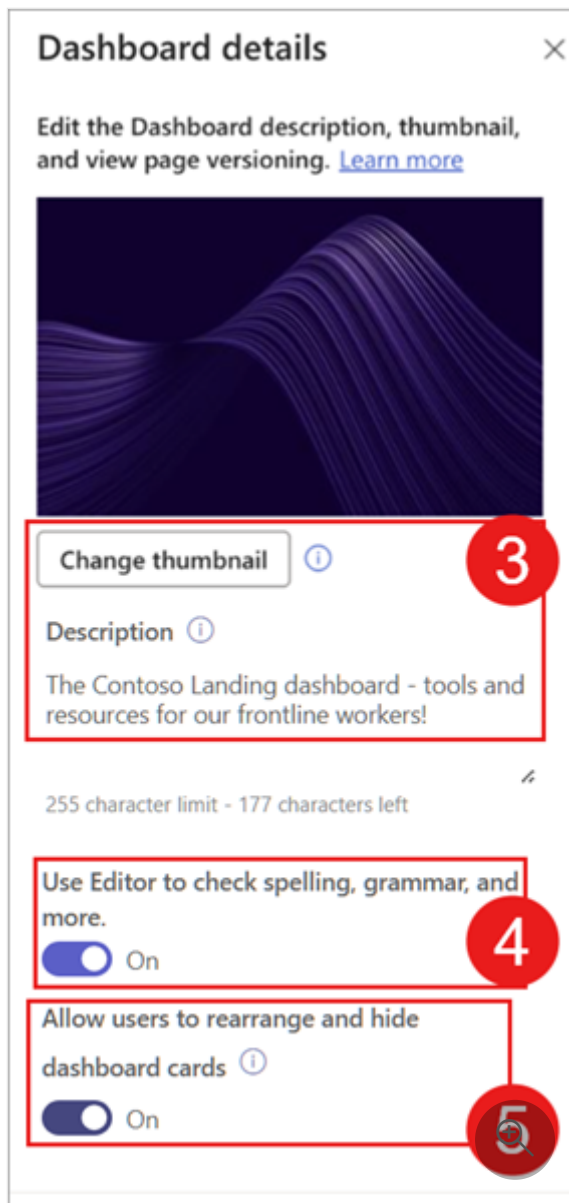 Dashboard details
Edit the Dashboard description, thumbnail,
and view page versioning. Learn more
Change thumbnail
3
Description
The Contoso Landing dashboard - tools and
resources for our frontline workers!
255 character limit - 177 characters left
Use Editor to check spelling, grammar, and
more.
4
On
Allow users to rearrange and hide
dashboard cards
On
5